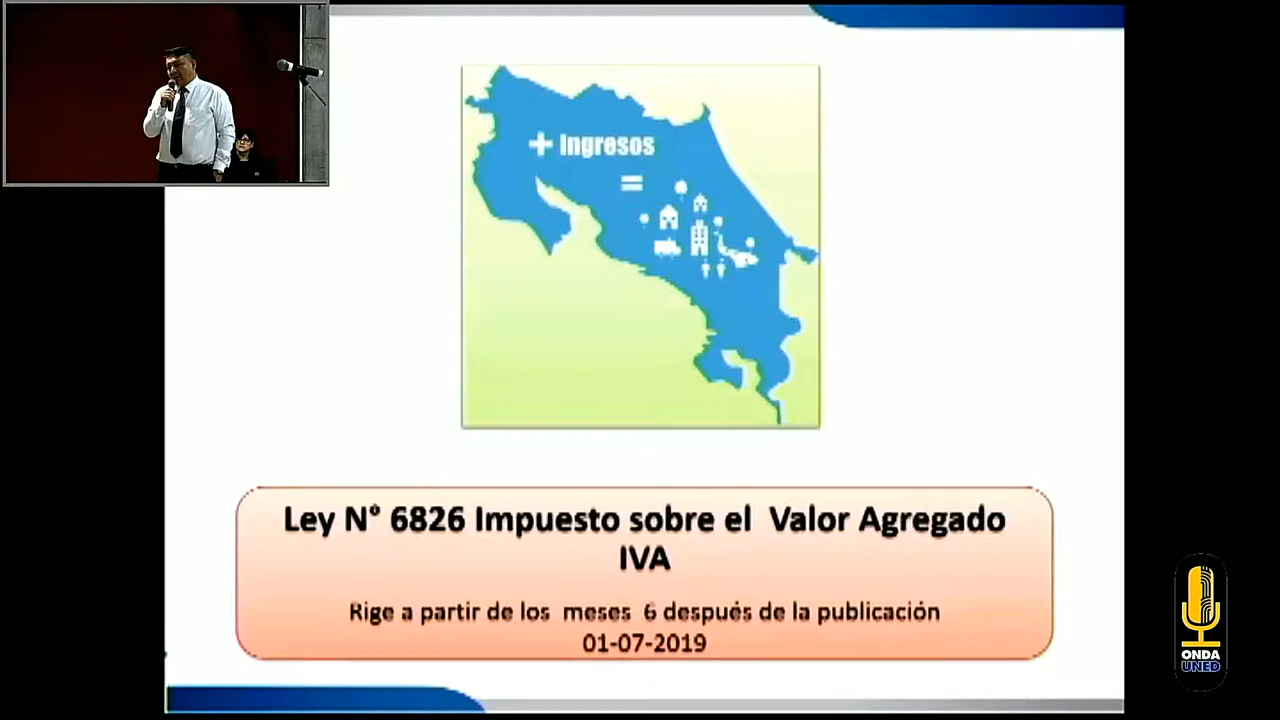 + Ingresos
=
Ley N° 6826 Impuesto sobre el Valor Agregado
IVA
Rige a partir de los meses 6 después de la publicación
01-07-2019
ONDA
UNED